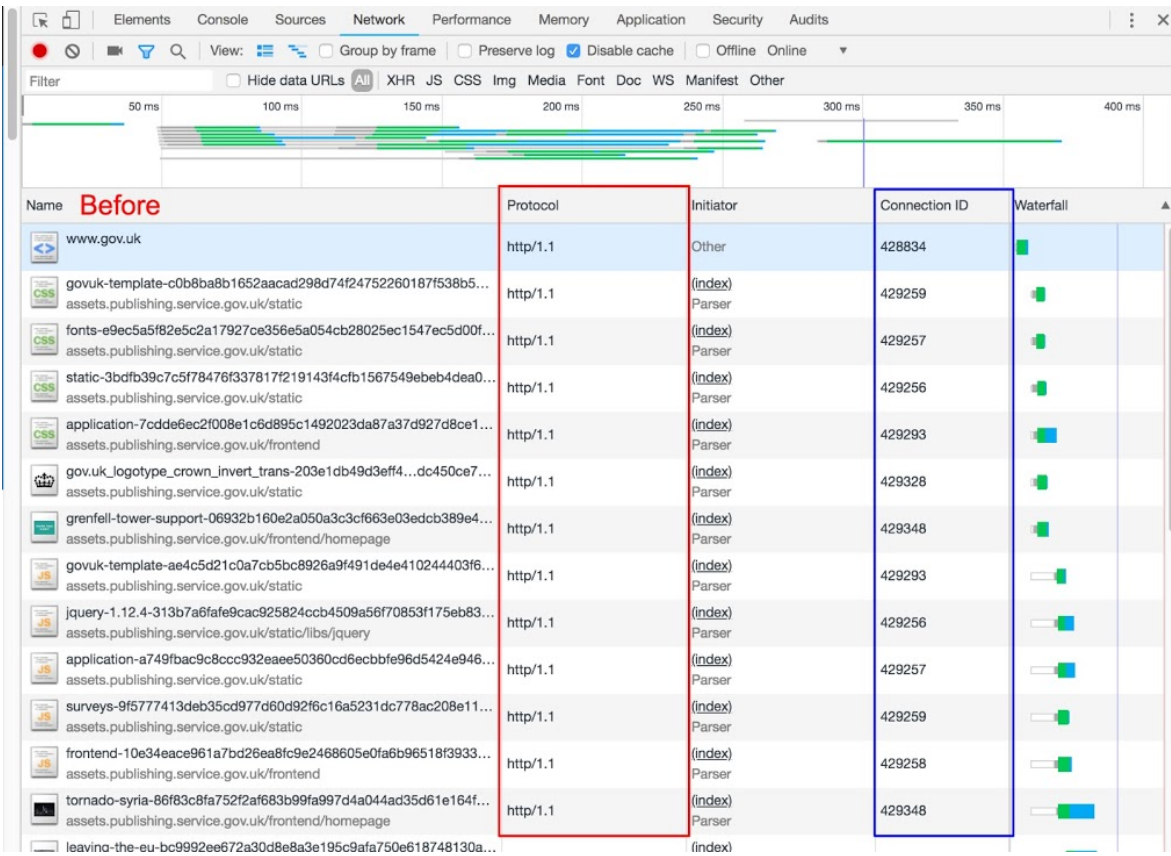 Elements Console Sources Network Performance Memory Application Security Audits
View: Group by frame Preserve log Disable cache Offline Online
Filter Hide data URLs All XHR JS CSS Img Media Font Doc WS Manifest Other
50 ms 100 ms 150 ms 200 ms 250 ms 300 ms 350 ms 400 ms
Name Before Protocol Initiator Connection ID Waterfall
www.gov.uk http/1.1 Other 428834
govuk-template-c0b8ba8b1652aacad298d74f24752260187f538b5... (index)
CSS http/1.1 429259
assets.publishing.service.gov.uk/static Parser
fonts-e9ec5a5f82e5c2a17927ce356e5a054cb28025ec1547ec5d00f... (index)
CSS http/1.1 429257
assets.publishing.service.gov.uk/static Parser
static-3bdfb39c7c5f78476f337817f219143f4cfb1567549ebeb4dea0... (index)
CSS http/1.1 429256
assets.publishing.service.gov.uk/static Parser
application-7cdde6ec2f008e1c6d895c1492023da87a37d927d8ce1... (index)
CSS http/1.1 429293
assets.publishing.service.gov.uk/frontend Parser
gov.uk_logotype_crown_invert_trans-203e1db49d3eff4...dc450ce7... (index)
http/1.1 429328
assets.publishing.service.gov.uk/static Parser
grenfell-tower-support-06932b160e2a050a3c3cf663e03edcb389e4... (index)
http/1.1 429348
assets.publishing.service.gov.uk/frontend/homepage Parser
govuk-template-ae4c5d21c0a7cb5bc8926a9f491de4e410244403f6... (index)
JS http/1.1 429293
assets.publishing.service.gov.uk/static Parser
jquery-1.12.4-313b7a6fafe9cac925824ccb4509a56f70853f175eb83... (index)
JS http/1.1 429256
assets.publishing.service.gov.uk/static/libs/jquery Parser
application-a749fbac9c8ccc932eaee50360cd6ecbbfe96d5424e946... (index)
JS http/1.1 429257
assets.publishing.service.gov.uk/static Parser
surveys-9f5777413deb35cd977d60d92f6c16a5231dc778ac208e11... (index)
JS http/1.1 429259
assets.publishing.service.gov.uk/static Parser
frontend-10e34eace961a7bd26ea8fc9e2468605e0fa6b96518f3933... (index)
JS http/1.1 429258
assets.publishing.service.gov.uk/frontend Parser
tornado-syria-86f83c8fa752f2af683b99fa997d4a044ad35d61e164f... (index)
http/1.1 429348
assets.publishing.service.gov.uk/frontend/homepage Parser
leaving-the-eu-bc9992ee672a30d8e8a3e195c9afa750e618748130a... (index)